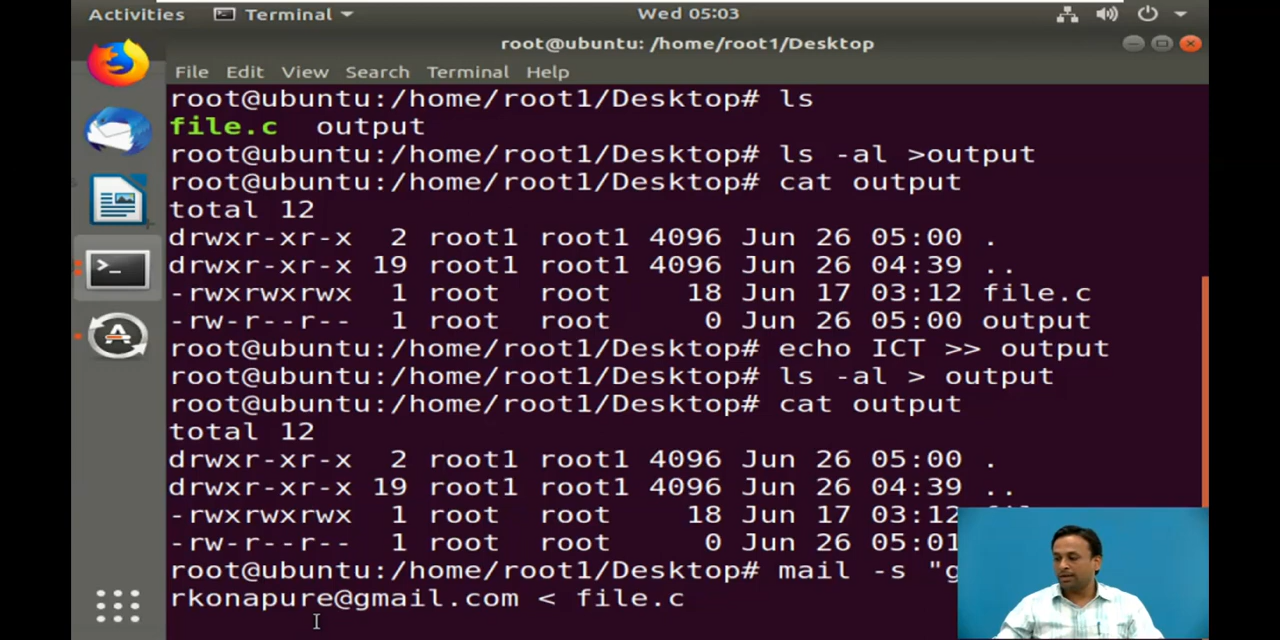 Activities Terminal Wed 05:03
root@ubuntu: /home/root1/Desktop
File Edit View Search Terminal Help
root@ubuntu:/home/root1/Desktop# ls
file.c output
root@ubuntu:/home/root1/Desktop# ls -al >output
root@ubuntu:/home/root1/Desktop# cat output
total 12
drwxr-xr-x 2 root1 root1 4096 Jun 26 05:00 .
drwxr-xr-x 19 root1 root1 4096 Jun 26 04:39 ..
-rwxrwxrwx 1 root root 18 Jun 17 03:12 file.c
-rw-r--r-- 1 root root 0 Jun 26 05:00 output
root@ubuntu:/home/root1/Desktop# echo ICT >> output
root@ubuntu:/home/root1/Desktop# ls -al > output
root@ubuntu:/home/root1/Desktop# cat output
total 12
drwxr-xr-x 2 root1 root1 4096 Jun 26 05:00 .
drwxr-xr-x 19 root1 root1 4096 Jun 26 04:39 ..
-rwxrwxrwx 1 root root 18 Jun 17 03:12
-rw-r--r-- 1 root root 0 Jun 26 05:01
root@ubuntu:/home/root1/Desktop# mail -s
rkonapure@gmail.com < file.c